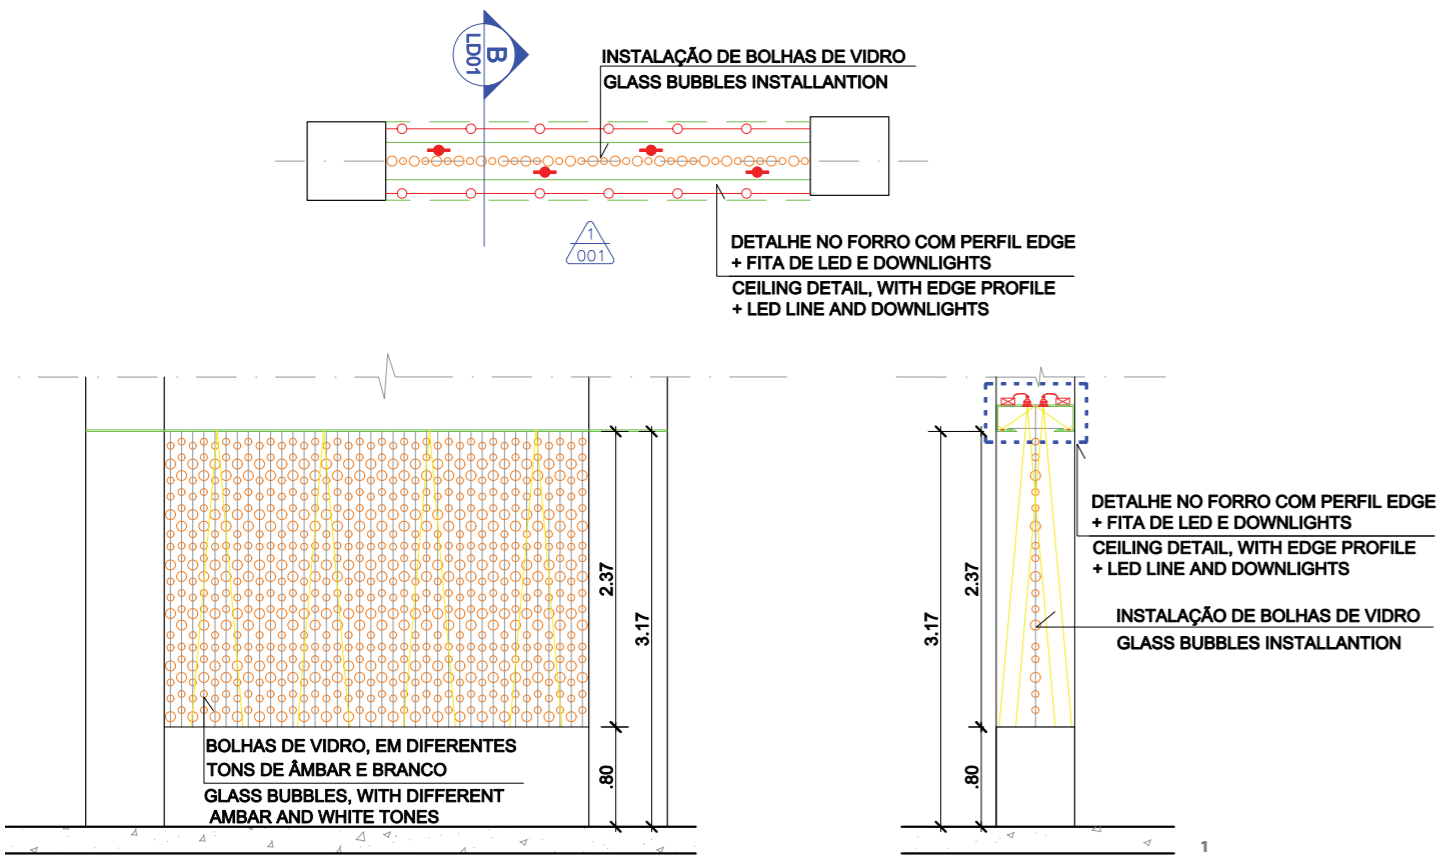 B
LD01
INSTALAÇÃO DE BOLHAS DE VIDRO
GLASS BUBBLES INSTALLANTION
1
001
DETALHE NO FORRO COM PERFIL EDGE
+ FITA DE LED E DOWNLIGHTS
CEILING DETAIL, WITH EDGE PROFILE
+ LED LINE AND DOWNLIGHTS
2.37
3.17
.80
BOLHAS DE VIDRO, EM DIFERENTES
TONS DE ÂMBAR E BRANCO
GLASS BUBBLES, WITH DIFFERENT
AMBAR AND WHITE TONES
3.17
2.37
.80
DETALHE NO FORRO COM PERFIL EDGE
+ FITA DE LED E DOWNLIGHTS
CEILING DETAIL, WITH EDGE PROFILE
+ LED LINE AND DOWNLIGHTS
INSTALAÇÃO DE BOLHAS DE VIDRO
GLASS BUBBLES INSTALLANTION
1